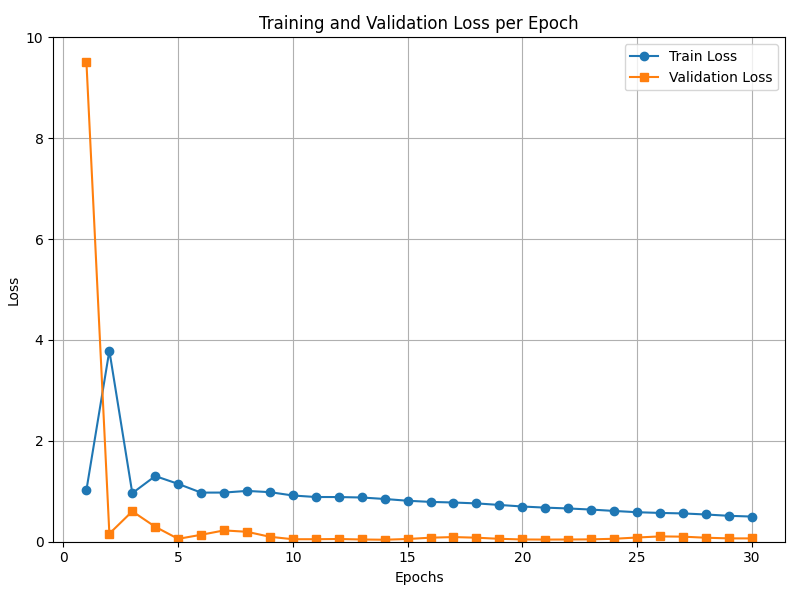 Training and Validation Loss per Epoch
Train Loss
Validation Loss
Loss
10
8
6
4
2
0
0 5 10 15 20 25 30
Epochs